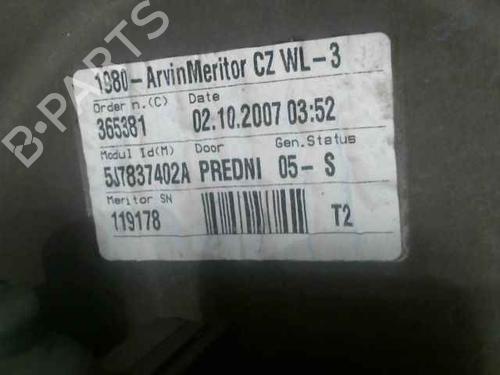 1980-ArvinMeritor CZ WL-3
Order n.(C) Date
365381 02.10.2007 03:52
Modul Id(M) Door Gen.Status
5J7837402A PREDNI 05- S
Meritor SN
119178 T2
B-PARTS